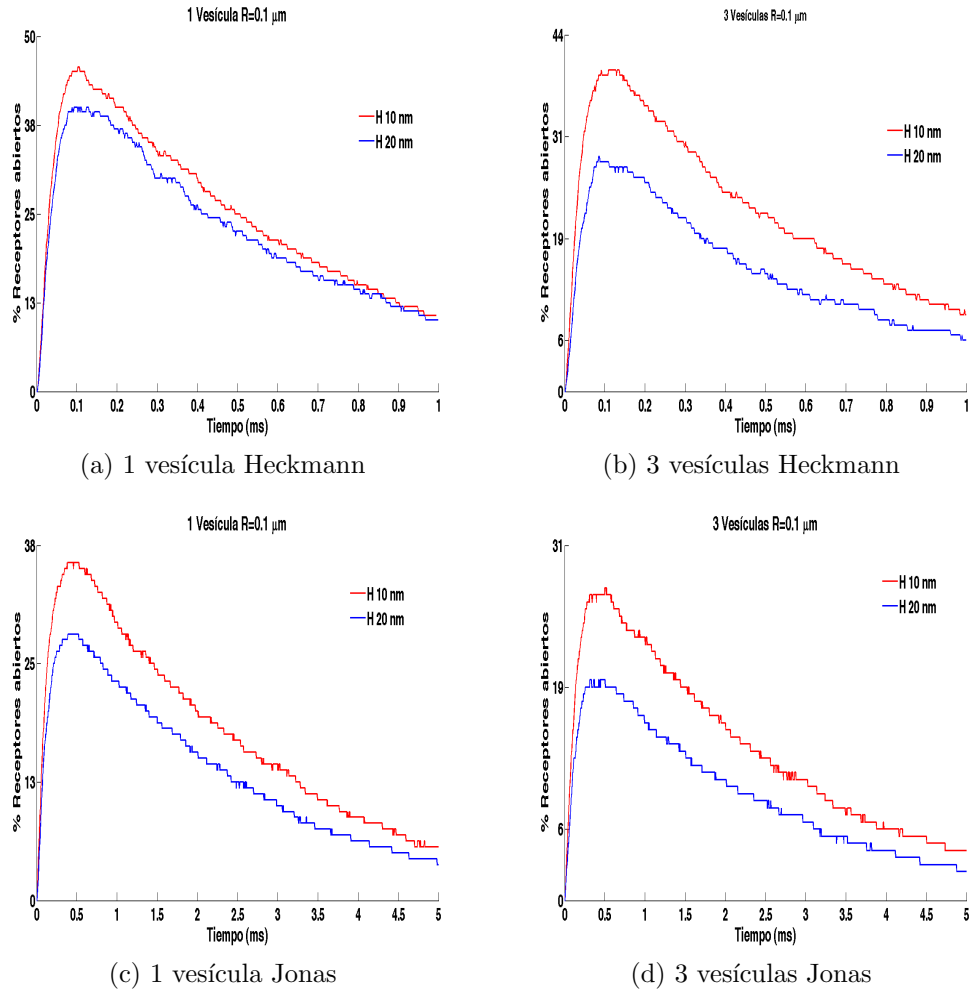 1 Vesícula R=0.1 μm
50
38
25
13
0
% Receptores abiertos
H 10 nm
H 20 nm
0 0.1 0.2 0.3 0.4 0.5 0.6 0.7 0.8 0.9 1
Tiempo (ms)
(a) 1 vesícula Heckmann
3 Vesículas R=0.1 μm
44
31
19
6
0
% Receptores abiertos
H 10 nm
H 20 nm
0 0.1 0.2 0.3 0.4 0.5 0.6 0.7 0.8 0.9 1
Tiempo (ms)
(b) 3 vesículas Heckmann
1 Vesícula R=0.1 μm
38
25
13
0
% Receptores abiertos
H 10 nm
H 20 nm
0 0.5 1 1.5 2 2.5 3 3.5 4 4.5 5
Tiempo (ms)
(c) 1 vesícula Jonas
3 Vesículas R=0.1 μm
31
19
6
0
% Receptores abiertos
H 10 nm
H 20 nm
0 0.5 1 1.5 2 2.5 3 3.5 4 4.5 5
Tiempo (ms)
(d) 3 vesículas Jonas